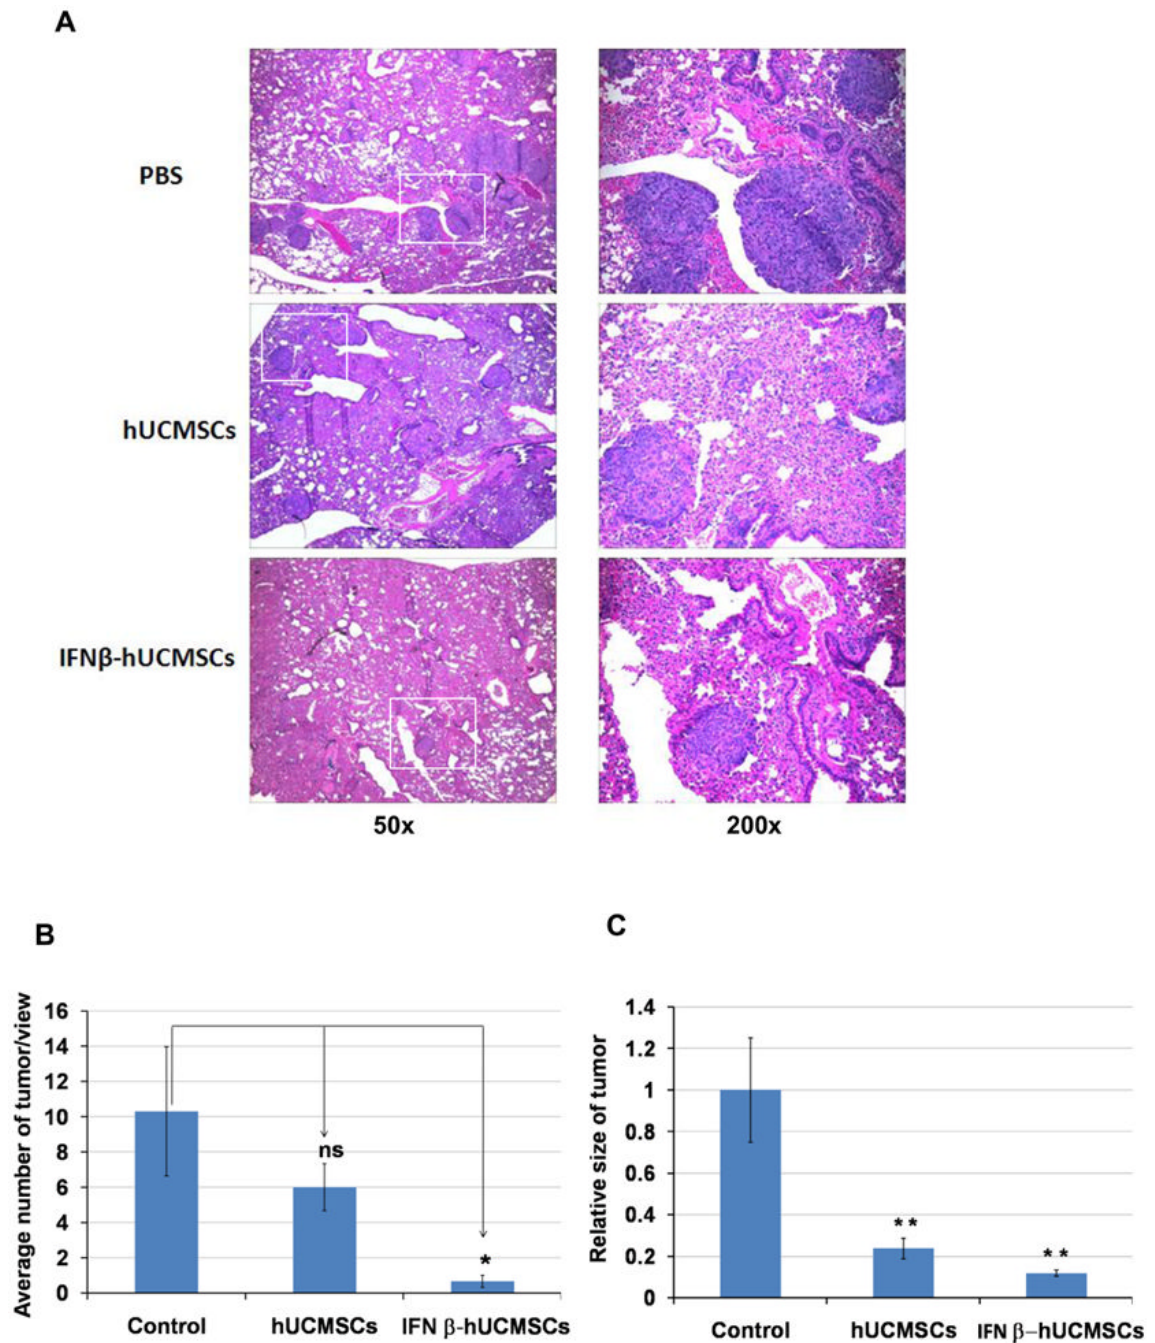 A
PBS
hUCMSCs
IFNβ-hUCMSCs
50x
200x
B
Average number of tumor/view
16
14
12
10
8
6
4
2
0
ns
*
Control
hUCMSCs
IFN β-hUCMSCs
C
Relative size of tumor
1.4
1.2
1
0.8
0.6
0.4
0.2
0
* *
* *
Control
hUCMSCs
IFN β–hUCMSCs